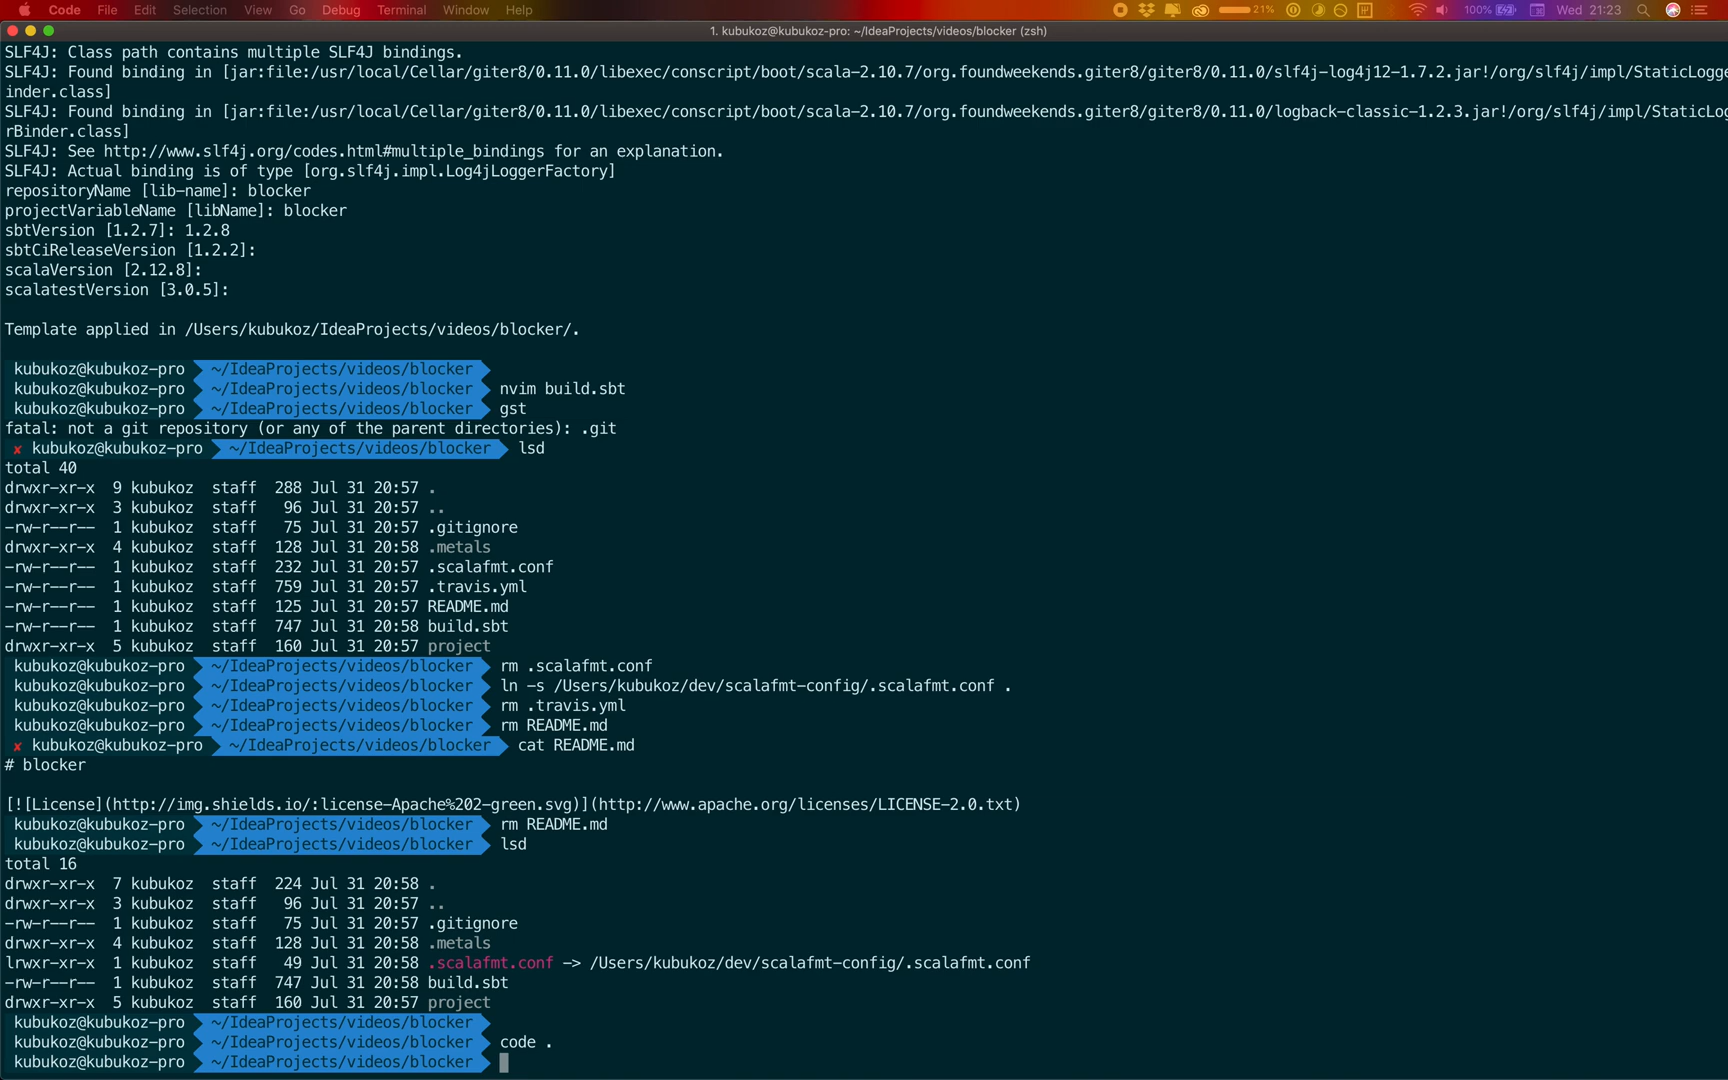 Code File Edit Selection View Go Debug Terminal Window Help 21% 100% Wed 21:23
1. kubukoz@kubukoz-pro: ~/IdeaProjects/videos/blocker (zsh)
SLF4J: Class path contains multiple SLF4J bindings.
SLF4J: Found binding in [jar:file:/usr/local/Cellar/giter8/0.11.0/libexec/conscript/boot/scala-2.10.7/org.foundweekends.giter8/giter8/0.11.0/slf4j-log4j12-1.7.2.jar!/org/slf4j/impl/StaticLogge
inder.class]
SLF4J: Found binding in [jar:file:/usr/local/Cellar/giter8/0.11.0/libexec/conscript/boot/scala-2.10.7/org.foundweekends.giter8/giter8/0.11.0/logback-classic-1.2.3.jar!/org/slf4j/impl/StaticLog
rBinder.class]
SLF4J: See http://www.slf4j.org/codes.html#multiple_bindings for an explanation.
SLF4J: Actual binding is of type [org.slf4j.impl.Log4jLoggerFactory]
repositoryName [lib-name]: blocker
projectVariableName [libName]: blocker
sbtVersion [1.2.7]: 1.2.8
sbtCiReleaseVersion [1.2.2]:
scalaVersion [2.12.8]:
scalatestVersion [3.0.5]:
Template applied in /Users/kubukoz/IdeaProjects/videos/blocker/.
kubukoz@kubukoz-pro ~/IdeaProjects/videos/blocker
kubukoz@kubukoz-pro ~/IdeaProjects/videos/blocker nvim build.sbt
kubukoz@kubukoz-pro ~/IdeaProjects/videos/blocker gst
fatal: not a git repository (or any of the parent directories): .git
✘ kubukoz@kubukoz-pro ~/IdeaProjects/videos/blocker lsd
total 40
drwxr-xr-x 9 kubukoz staff 288 Jul 31 20:57 .
drwxr-xr-x 3 kubukoz staff 96 Jul 31 20:57 ..
-rw-r--r-- 1 kubukoz staff 75 Jul 31 20:57 .gitignore
drwxr-xr-x 4 kubukoz staff 128 Jul 31 20:58 .metals
-rw-r--r-- 1 kubukoz staff 232 Jul 31 20:57 .scalafmt.conf
-rw-r--r-- 1 kubukoz staff 759 Jul 31 20:57 .travis.yml
-rw-r--r-- 1 kubukoz staff 125 Jul 31 20:57 README.md
-rw-r--r-- 1 kubukoz staff 747 Jul 31 20:58 build.sbt
drwxr-xr-x 5 kubukoz staff 160 Jul 31 20:57 project
kubukoz@kubukoz-pro ~/IdeaProjects/videos/blocker rm .scalafmt.conf
kubukoz@kubukoz-pro ~/IdeaProjects/videos/blocker ln -s /Users/kubukoz/dev/scalafmt-config/.scalafmt.conf .
kubukoz@kubukoz-pro ~/IdeaProjects/videos/blocker rm .travis.yml
kubukoz@kubukoz-pro ~/IdeaProjects/videos/blocker rm README.md
✘ kubukoz@kubukoz-pro ~/IdeaProjects/videos/blocker cat README.md
# blocker
[![License](http://img.shields.io/:license-Apache%202-green.svg)](http://www.apache.org/licenses/LICENSE-2.0.txt)
kubukoz@kubukoz-pro ~/IdeaProjects/videos/blocker rm README.md
kubukoz@kubukoz-pro ~/IdeaProjects/videos/blocker lsd
total 16
drwxr-xr-x 7 kubukoz staff 224 Jul 31 20:58 .
drwxr-xr-x 3 kubukoz staff 96 Jul 31 20:57 ..
-rw-r--r-- 1 kubukoz staff 75 Jul 31 20:57 .gitignore
drwxr-xr-x 4 kubukoz staff 128 Jul 31 20:58 .metals
lrwxr-xr-x 1 kubukoz staff 49 Jul 31 20:58 .scalafmt.conf -> /Users/kubukoz/dev/scalafmt-config/.scalafmt.conf
-rw-r--r-- 1 kubukoz staff 747 Jul 31 20:58 build.sbt
drwxr-xr-x 5 kubukoz staff 160 Jul 31 20:57 project
kubukoz@kubukoz-pro ~/IdeaProjects/videos/blocker
kubukoz@kubukoz-pro ~/IdeaProjects/videos/blocker code .
kubukoz@kubukoz-pro ~/IdeaProjects/videos/blocker